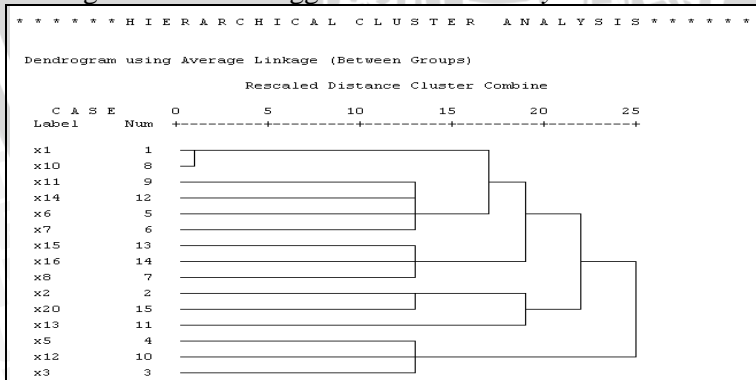 * * * * * * H I E R A R C H I C A L  C L U S T E R  A N A L Y S I S * * * * * *
Dendrogram using Average Linkage (Between Groups)
Rescaled Distance Cluster Combine
C A S E 0 5 10 15 20 25
Label Num +---------+---------+---------+---------+---------+
x1 1
x10 8
x11 9
x14 12
x6 5
x7 6
x15 13
x16 14
x8 7
x2 2
x20 15
x13 11
x5 4
x12 10
x3 3